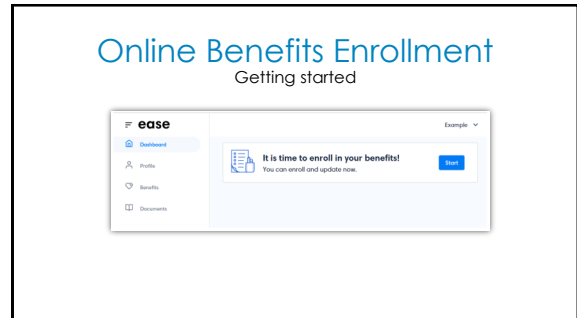 Online Benefits Enrollment
Getting started
ease
Example
Dashboard
Profile
Benefits
Documents
It is time to enroll in your benefits!
You can enroll and update now.
Start